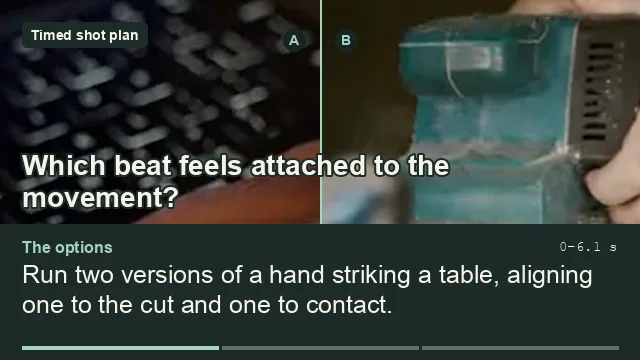 Timed shot plan
A
B
Which beat feels attached to the
movement?
The options
0–6.1 s
Run two versions of a hand striking a table, aligning
one to the cut and one to contact.